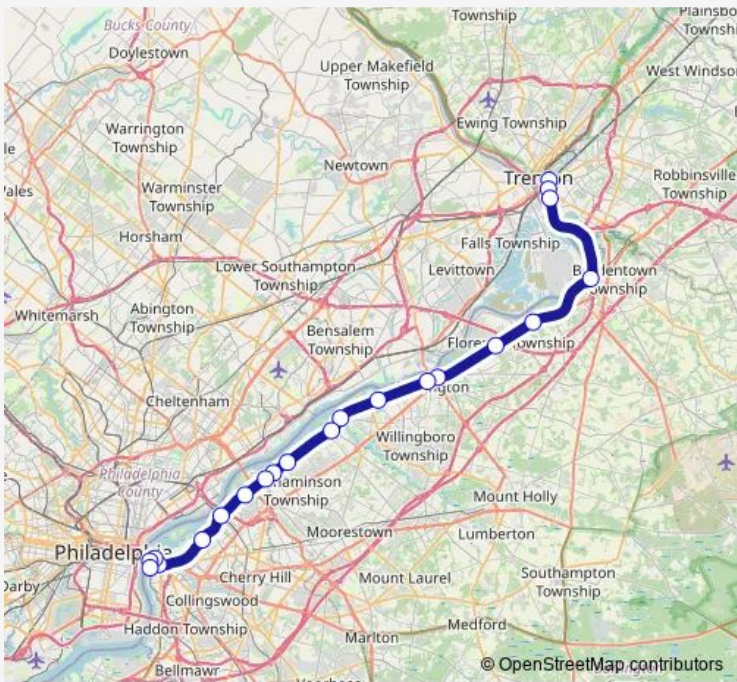 Bucks County
Doylestown
Township
Plainsbo
Township
Upper Makefield
Township
West Windsor
Ewing Township
Warrington
Township
Newtown
Trenton
Robbinsville
Township
Warminster
Township
Horsham
Falls Township
Lower Southampton
Township
Levittown
Whitemarsh
Abington
Township
Bensalem
Township
Cheltenham
Willingboro
Township
Philadelphia
County
Township
Mount Holly
Moorestown
Lumberton
Philadelphia
Darby
Cherry Hill
Mount Laurel
Southampton
Township
Collingswood
Haddon Township
Medford
Marlton
Bellmawr
© OpenStreetMap contributors